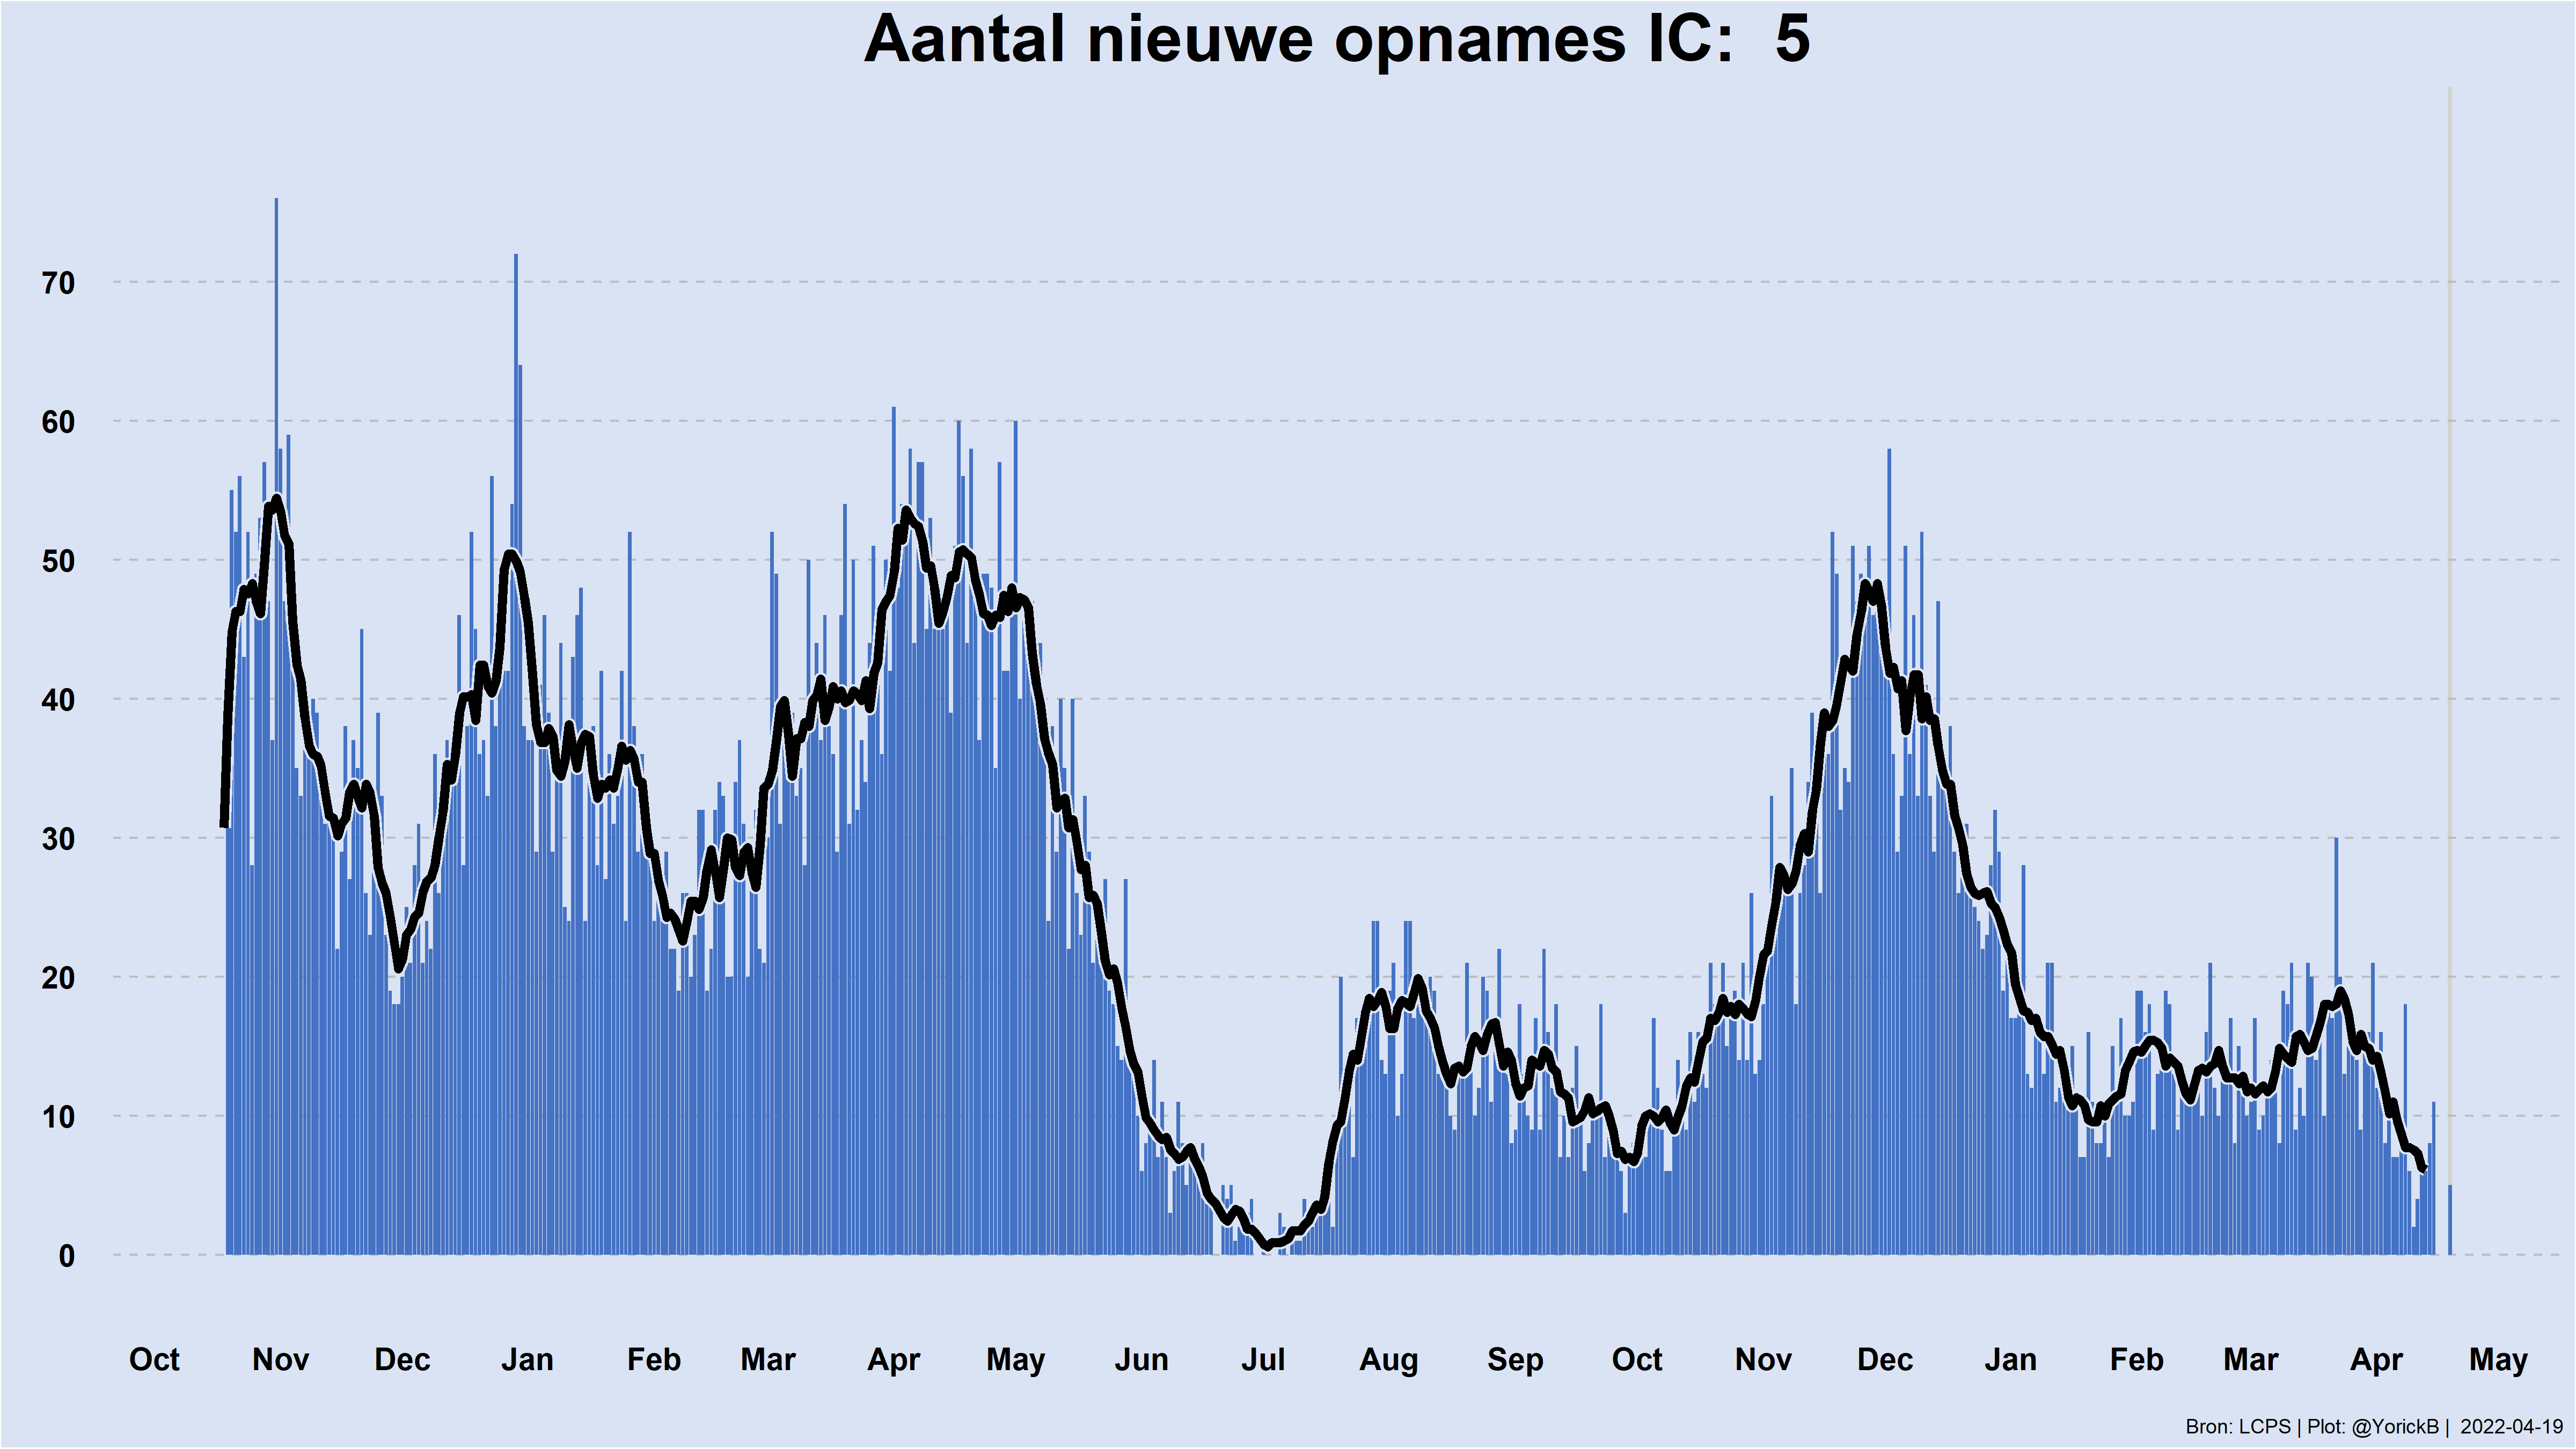 Aantal nieuwe opnames IC:  5
70
60
50
40
30
20
10
0
Oct Nov Dec Jan Feb Mar Apr May Jun Jul Aug Sep Oct Nov Dec Jan Feb Mar Apr May
Bron: LCPS | Plot: @YorickB |  2022-04-19